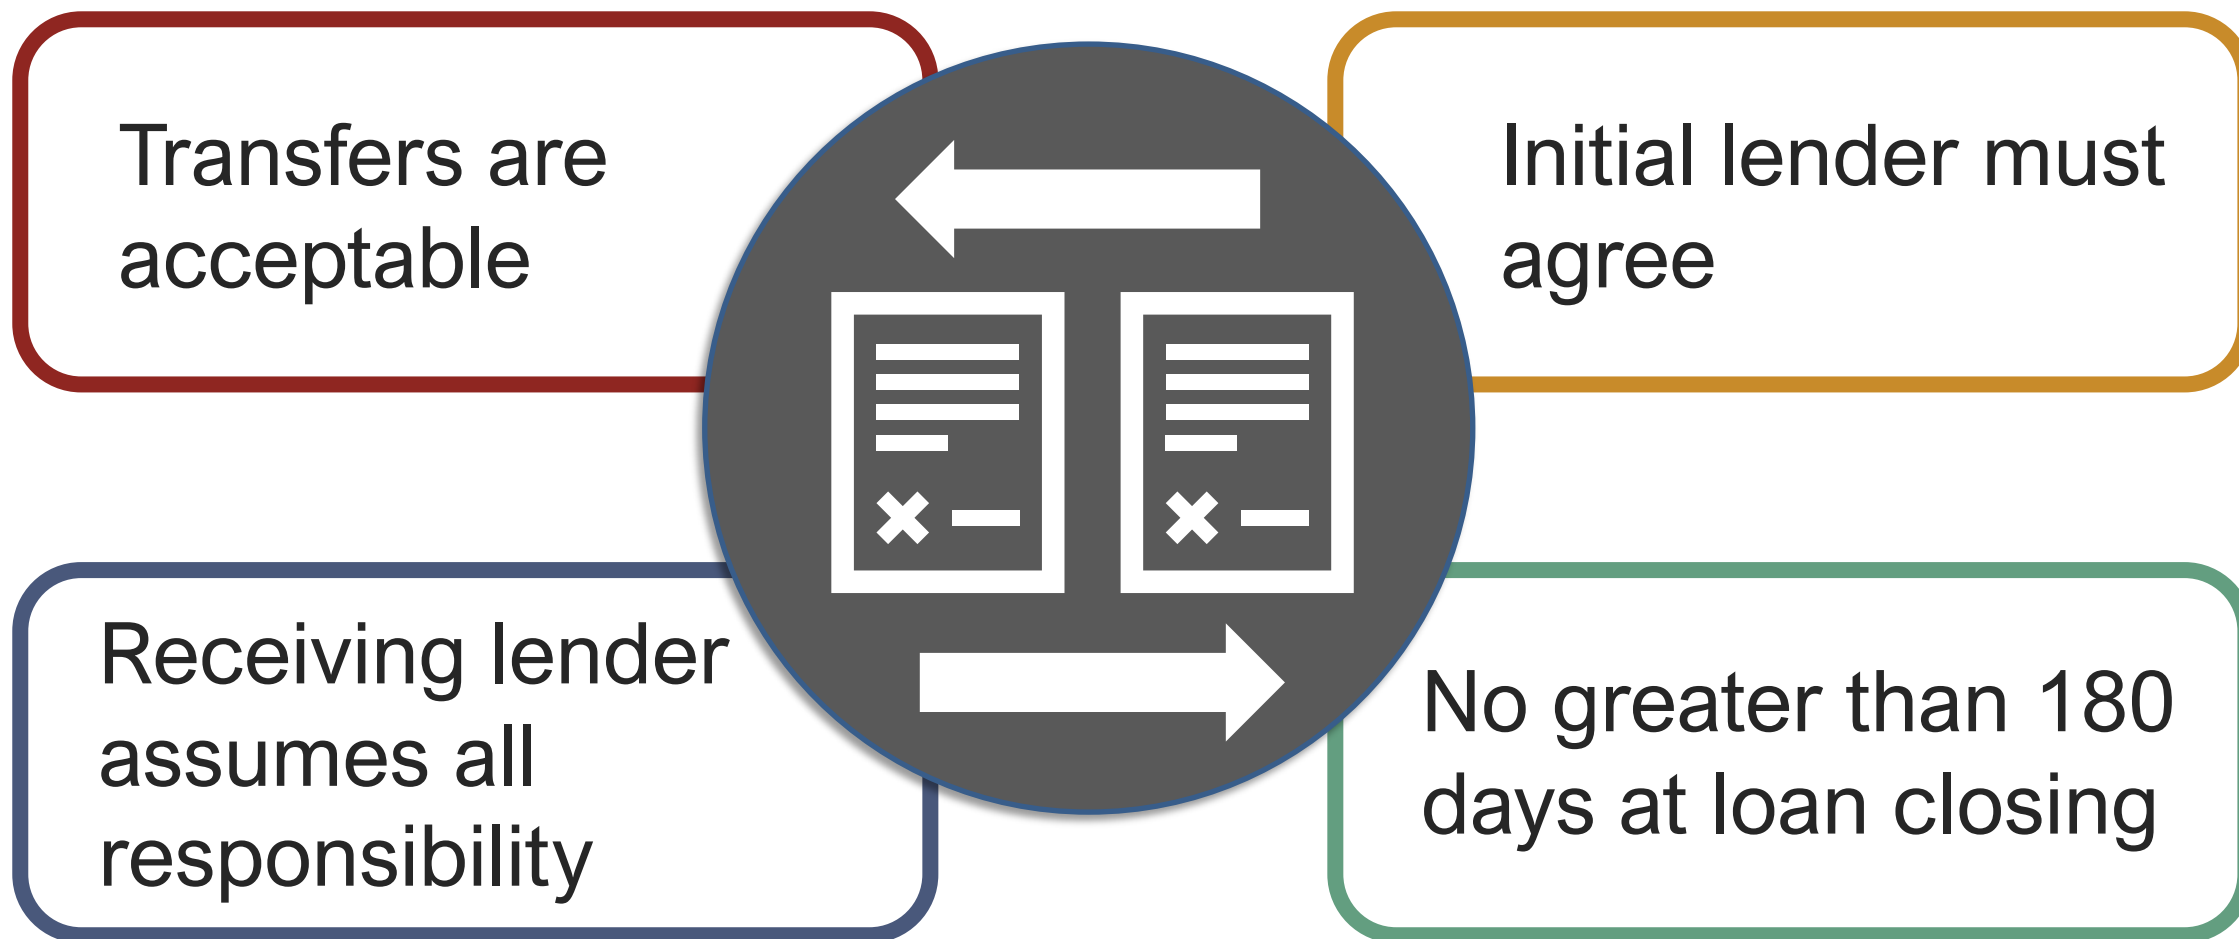 Transfers are
acceptable
Initial lender must
agree
Receiving lender
assumes all
responsibility
No greater than 180
days at loan closing